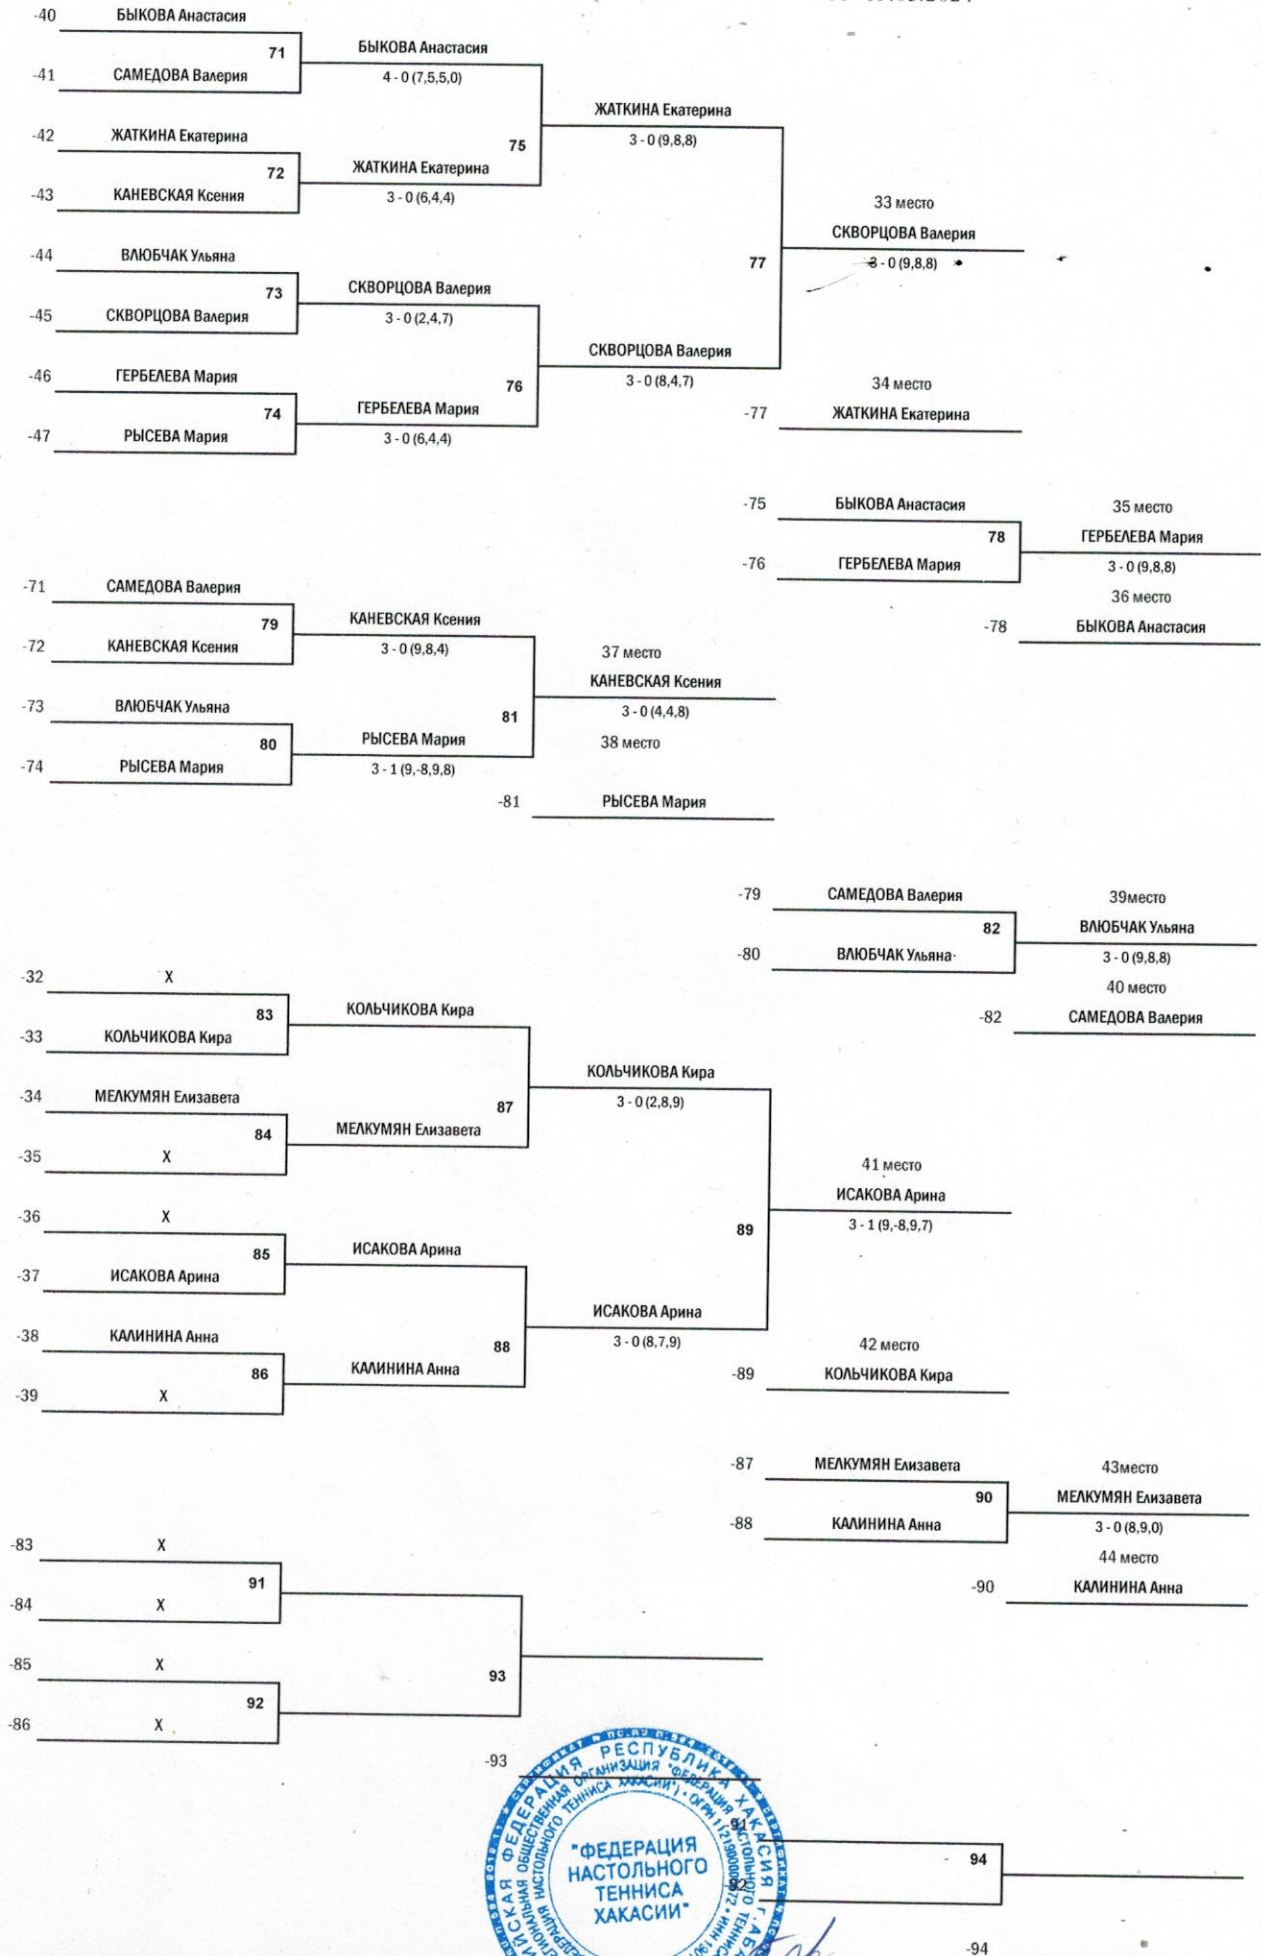 -40 БЫКОВА Анастасия
71 БЫКОВА Анастасия
-41 САМЕДОВА Валерия 4 - 0 (7,5,5,0)
ЖАТКИНА Екатерина
-42 ЖАТКИНА Екатерина 75 3 - 0 (9,8,8)
72 ЖАТКИНА Екатерина
-43 КАНЕВСКАЯ Ксения 3 - 0 (6,4,4)
33 место
СКВОРЦОВА Валерия
-44 ВЛЮБЧАК Ульяна 77 3 - 0 (9,8,8)
73 СКВОРЦОВА Валерия
-45 СКВОРЦОВА Валерия 3 - 0 (2,4,7)
СКВОРЦОВА Валерия
-46 ГЕРБЕЛЕВА Мария 76 3 - 0 (8,4,7) 34 место
74 ГЕРБЕЛЕВА Мария -77 ЖАТКИНА Екатерина
-47 РЫСЕВА Мария 3 - 0 (6,4,4)
-75 БЫКОВА Анастасия 35 место
78 ГЕРБЕЛЕВА Мария
-76 ГЕРБЕЛЕВА Мария 3 - 0 (9,8,8)
-71 САМЕДОВА Валерия 36 место
79 КАНЕВСКАЯ Ксения -78 БЫКОВА Анастасия
-72 КАНЕВСКАЯ Ксения 3 - 0 (9,8,4) 37 место
КАНЕВСКАЯ Ксения
-73 ВЛЮБЧАК Ульяна 81 3 - 0 (4,4,8)
80 РЫСЕВА Мария 38 место
-74 РЫСЕВА Мария 3 - 1 (9,-8,9,8)
-81 РЫСЕВА Мария
-79 САМЕДОВА Валерия 39место
82 ВЛЮБЧАК Ульяна
-80 ВЛЮБЧАК Ульяна 3 - 0 (9,8,8)
-32 X 40 место
83 КОЛЬЧИКОВА Кира -82 САМЕДОВА Валерия
-33 КОЛЬЧИКОВА Кира
КОЛЬЧИКОВА Кира
-34 МЕЛКУМЯН Елизавета 87 3 - 0 (2,8,9)
84 МЕЛКУМЯН Елизавета
-35 X 41 место
ИСАКОВА Арина
-36 X 89 3 - 1 (9,-8,9,7)
85 ИСАКОВА Арина
-37 ИСАКОВА Арина
ИСАКОВА Арина
-38 КАЛИНИНА Анна 88 3 - 0 (8,7,9) 42 место
86 КАЛИНИНА Анна -89 КОЛЬЧИКОВА Кира
-39 X
-87 МЕЛКУМЯН Елизавета 43место
90 МЕЛКУМЯН Елизавета
-88 КАЛИНИНА Анна 3 - 0 (8,9,0)
-83 X 44 место
91 -90 КАЛИНИНА Анна
-84 X
-85 X 93
92
-86 X
-93
РЕСПУБЛИКА ХАКАСИЯ
"ФЕДЕРАЦИЯ
НАСТОЛЬНОГО
ТЕННИСА
ХАКАСИИ"
94
-94